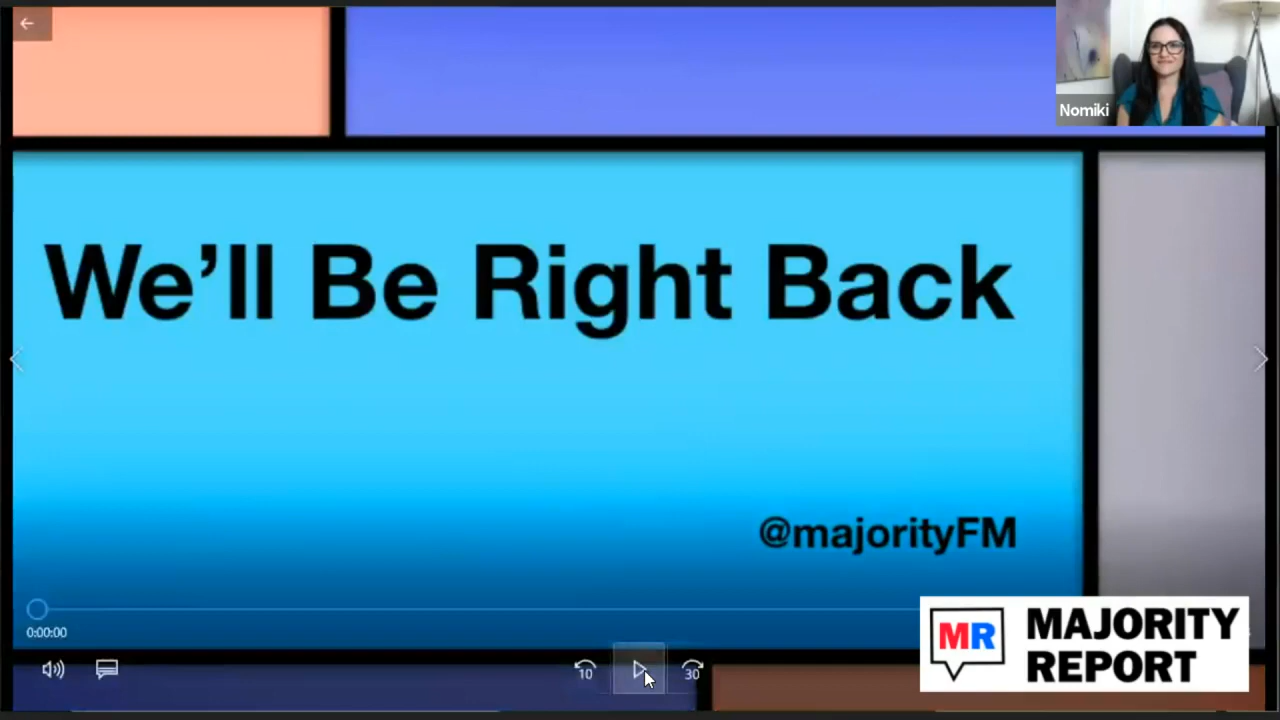 Nomiki
We'll Be Right Back
@majorityFM
0:00:00
10
30
MR
MAJORITY
REPORT